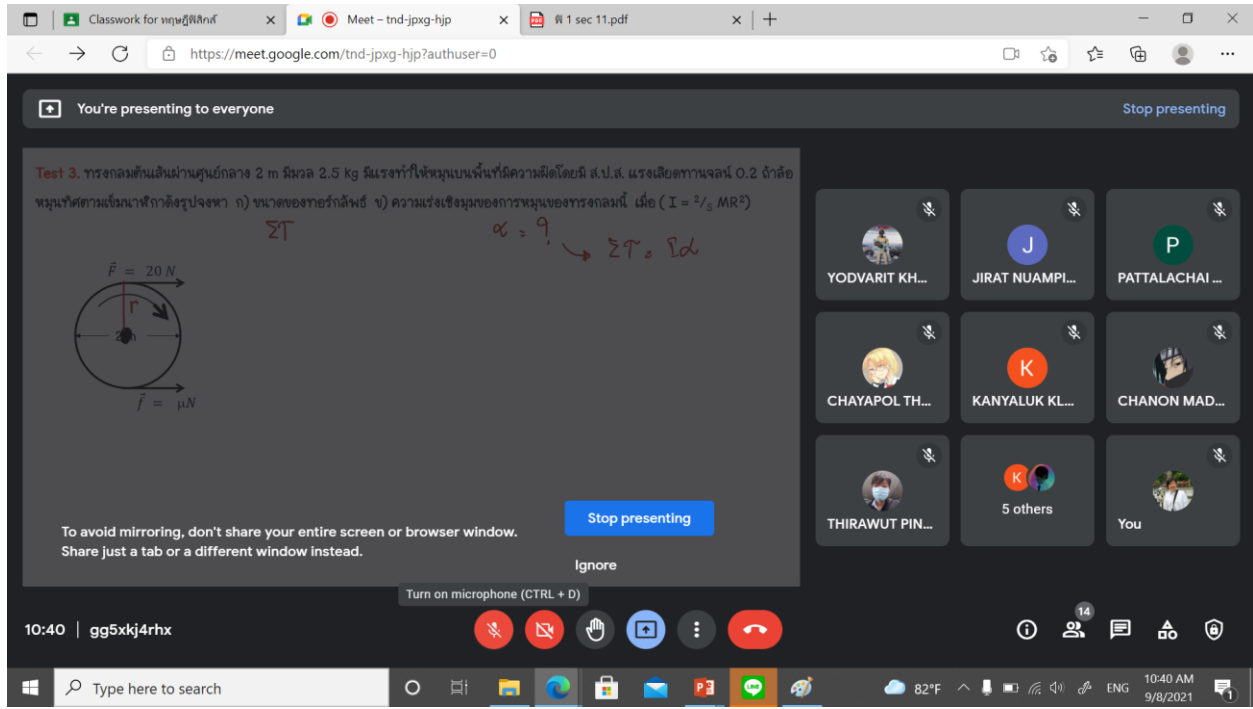 Classwork for ทฤษฎีฟิสิกส์
Meet – tnd-jpxg-hjp
ฟิ 1 sec 11.pdf
https://meet.google.com/tnd-jpxg-hjp?authuser=0
You're presenting to everyone
Stop presenting
Test 3. ทรงกลมตันเส้นผ่านศูนย์กลาง 2 m มีมวล 2.5 kg มีแรงทำให้หมุนบนพื้นที่มีความฝืดโดยมี ส.ป.ส. แรงเสียดทานจลน์ 0.2 ถ้าล้อ
หมุนทิศตามเข็มนาฬิกาดังรูปจงหา ก) ขนาดของทอร์กลัพธ์ ข) ความเร่งเชิงมุมของการหมุนของทรงกลมนี้ เมื่อ ( I = ²/₅ MR²)
ΣT
α = ?
ΣT = Iα
F⃗ = 20 N
r
f⃗ = μN
YODVARIT KH...
JIRAT NUAMPI...
PATTALACHAI ...
CHAYAPOL TH...
K
KANYALUK KL...
CHANON MAD...
THIRAWUT PIN...
K
5 others
You
J
P
To avoid mirroring, don't share your entire screen or browser window.
Share just a tab or a different window instead.
Stop presenting
Ignore
Turn on microphone (CTRL + D)
10:40 | gg5xkj4rhx
14
Type here to search
82°F
ENG
10:40 AM
9/8/2021
1